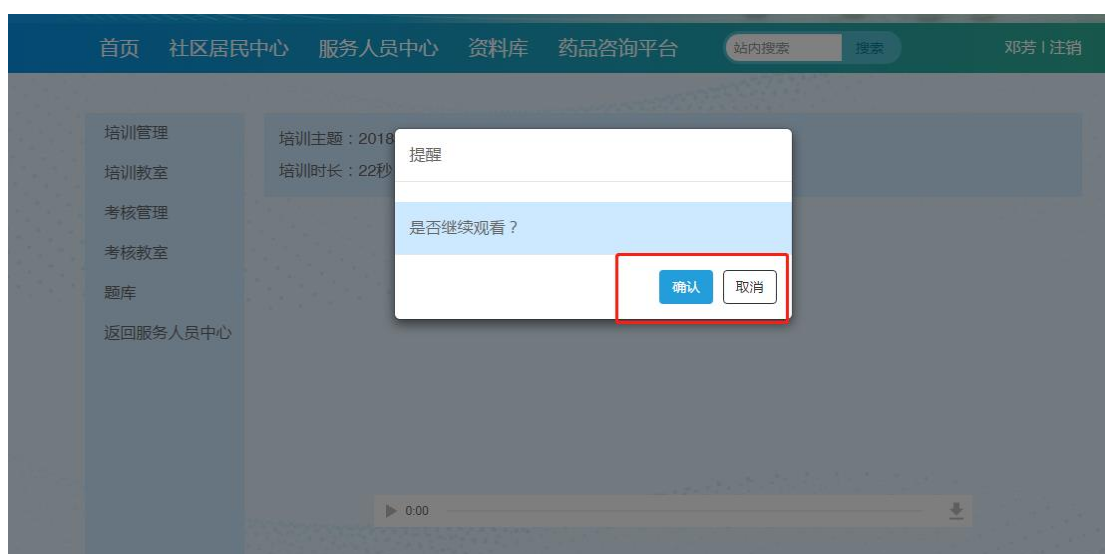 首页 社区居民中心 服务人员中心 资料库 药品咨询平台 站内搜索 搜索 邓芳 | 注销
培训管理
培训教室
考核管理
考核教室
题库
返回服务人员中心
培训主题：2018
培训时长：22秒
提醒
是否继续观看？
确认 取消
0:00